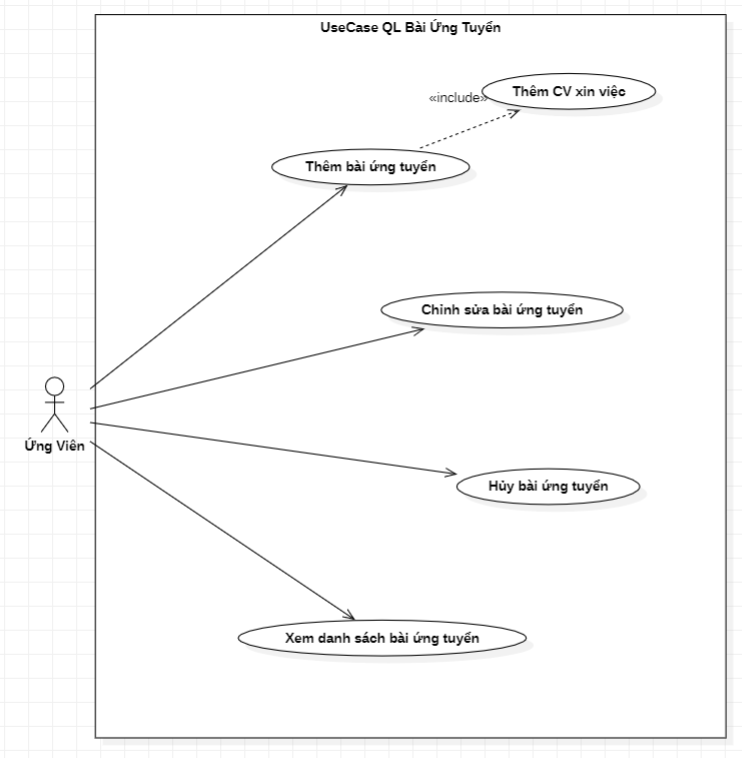 UseCase QL Bài Ứng Tuyển
«include»
Thêm CV xin việc
Thêm bài ứng tuyển
Chỉnh sửa bài ứng tuyển
Ứng Viên
Hủy bài ứng tuyển
Xem danh sách bài ứng tuyển